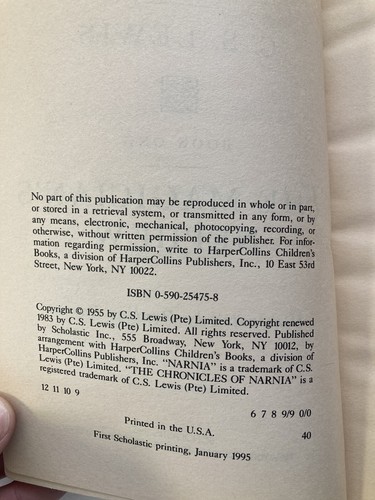 No part of this publication may be reproduced in whole or in part,
or stored in a retrieval system, or transmitted in any form, or by
any means, electronic, mechanical, photocopying, recording, or
otherwise, without written permission of the publisher. For infor-
mation regarding permission, write to HarperCollins Children's
Books, a division of HarperCollins Publishers, Inc., 10 East 53rd
Street, New York, NY 10022.
ISBN 0-590-25475-8
Copyright © 1955 by C.S. Lewis (Pte) Limited. Copyright renewed
1983 by C.S. Lewis (Pte) Limited. All rights reserved. Published
by Scholastic Inc., 555 Broadway, New York, NY 10012, by
arrangement with HarperCollins Children's Books, a division of
HarperCollins Publishers, Inc. "NARNIA" is a trademark of C.S.
Lewis (Pte) Limited. "THE CHRONICLES OF NARNIA" is a
registered trademark of C.S. Lewis (Pte) Limited.
12 11 10 9 6 7 8 9/9 0/0
Printed in the U.S.A. 40
First Scholastic printing, January 1995